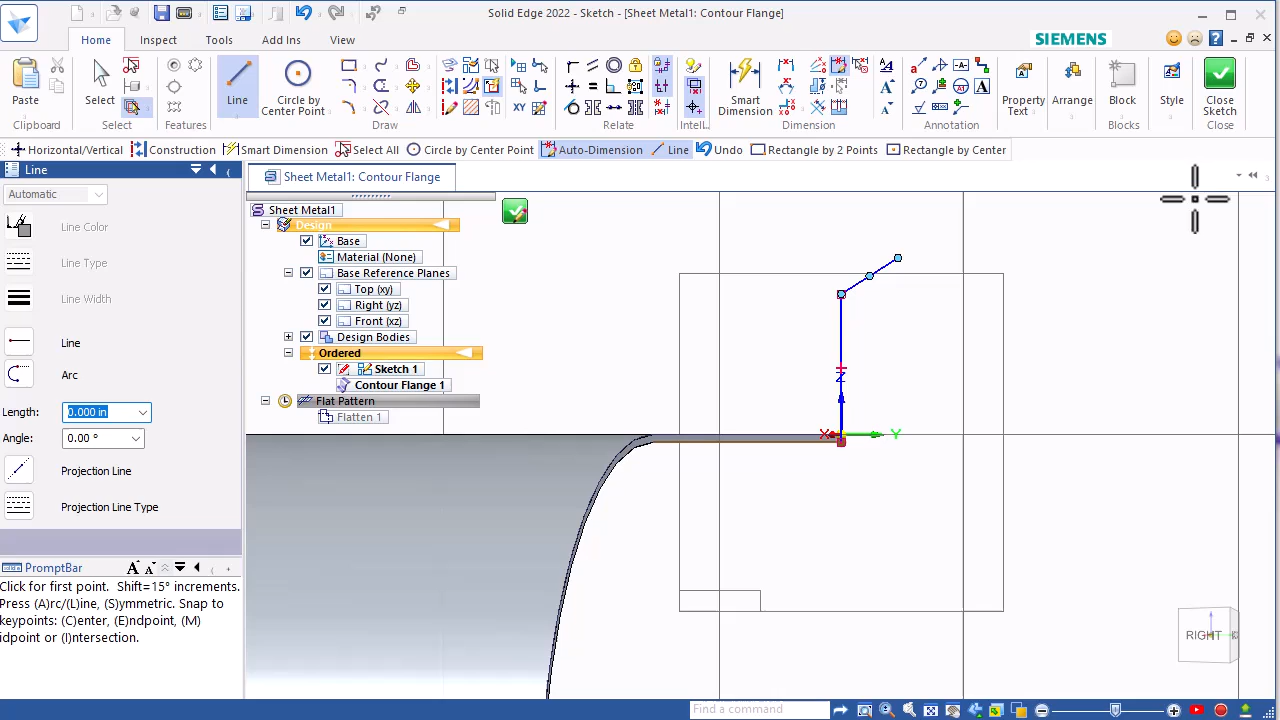 Solid Edge 2022 - Sketch - [Sheet Metal1: Contour Flange]
Home Inspect Tools Add Ins View
SIEMENS
Paste
Select
Line
Circle by Center Point
Smart Dimension
Property Text
Arrange
Block
Style
Close Sketch
Clipboard Select Features Draw Relate Intell... Dimension Annotation Blocks Close
Horizontal/Vertical Construction Smart Dimension Select All Circle by Center Point Auto-Dimension Line Undo Rectangle by 2 Points Rectangle by Center
Line
Sheet Metal1: Contour Flange
Automatic
Line Color
Line Type
Line Width
Line
Arc
Length: 0.000 in
Angle: 0.00 °
Projection Line
Projection Line Type
Sheet Metal1
Design
Base
Material (None)
Base Reference Planes
Top (xy)
Right (yz)
Front (xz)
Design Bodies
Ordered
Sketch 1
Contour Flange 1
Flat Pattern
Flatten 1
Z
X
Y
RIGHT
PromptBar
Click for first point. Shift=15° increments.
Press (A)rc/(L)ine, (S)ymmetric. Snap to
keypoints: (C)enter, (E)ndpoint, (M)
idpoint or (I)ntersection.
Find a command